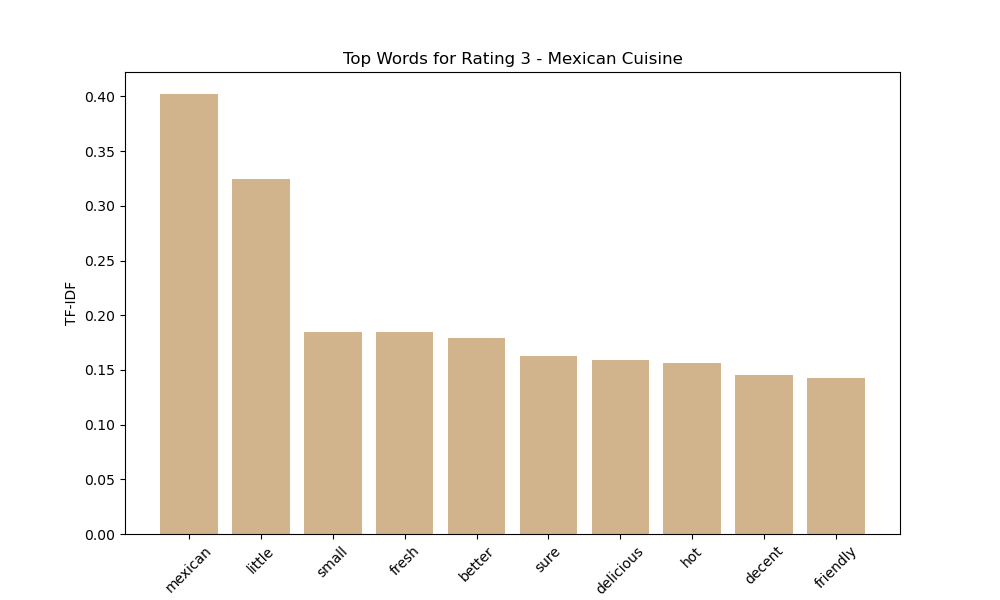 Top Words for Rating 3 - Mexican Cuisine
TF-IDF
0.40
0.35
0.30
0.25
0.20
0.15
0.10
0.05
0.00
mexican
little
small
fresh
better
sure
delicious
hot
decent
friendly